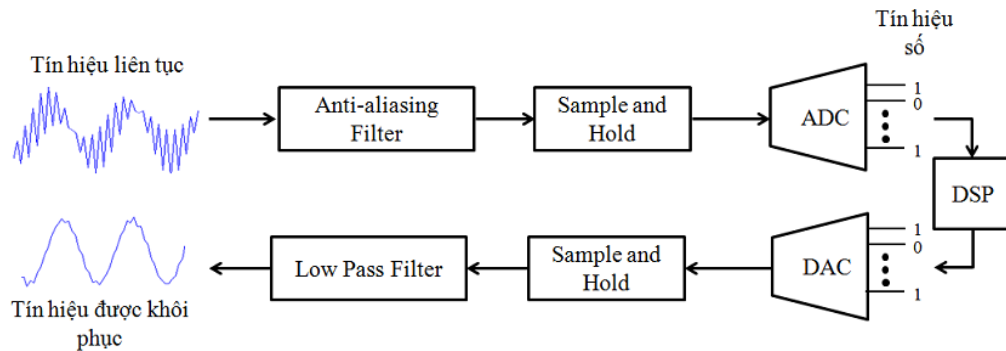 Tín hiệu
số
Tín hiệu liên tục
Anti-aliasing
Filter
Sample and
Hold
ADC
1
0
1
DSP
Low Pass Filter
Sample and
Hold
DAC
1
0
1
Tín hiệu được khôi
phục